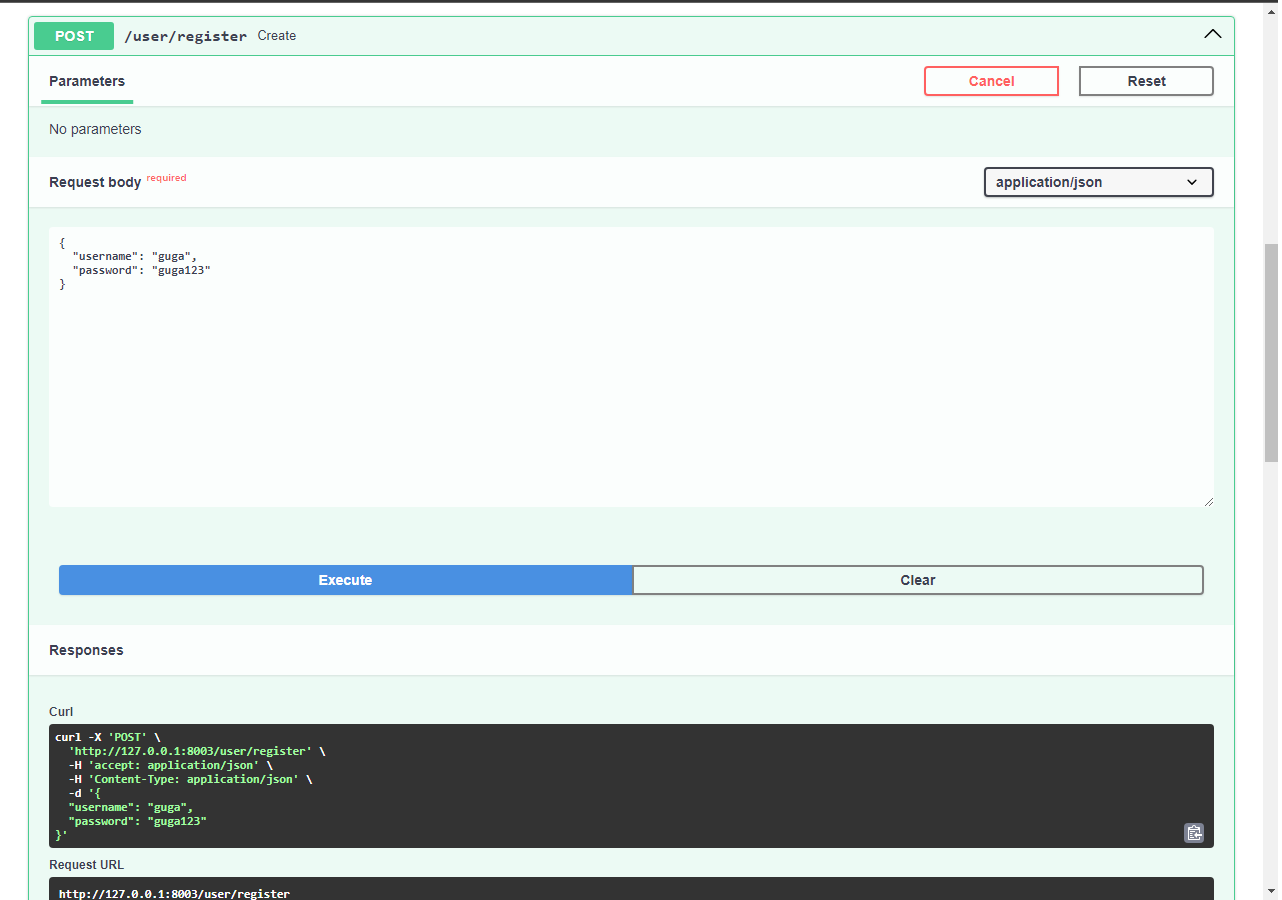 POST /user/register Create
Parameters
Cancel
Reset
No parameters
Request body required
application/json
{
  "username": "guga",
  "password": "guga123"
}
Execute
Clear
Responses
Curl
curl -X 'POST' \
  'http://127.0.0.1:8003/user/register' \
  -H 'accept: application/json' \
  -H 'Content-Type: application/json' \
  -d '{
  "username": "guga",
  "password": "guga123"
}'
Request URL
http://127.0.0.1:8003/user/register